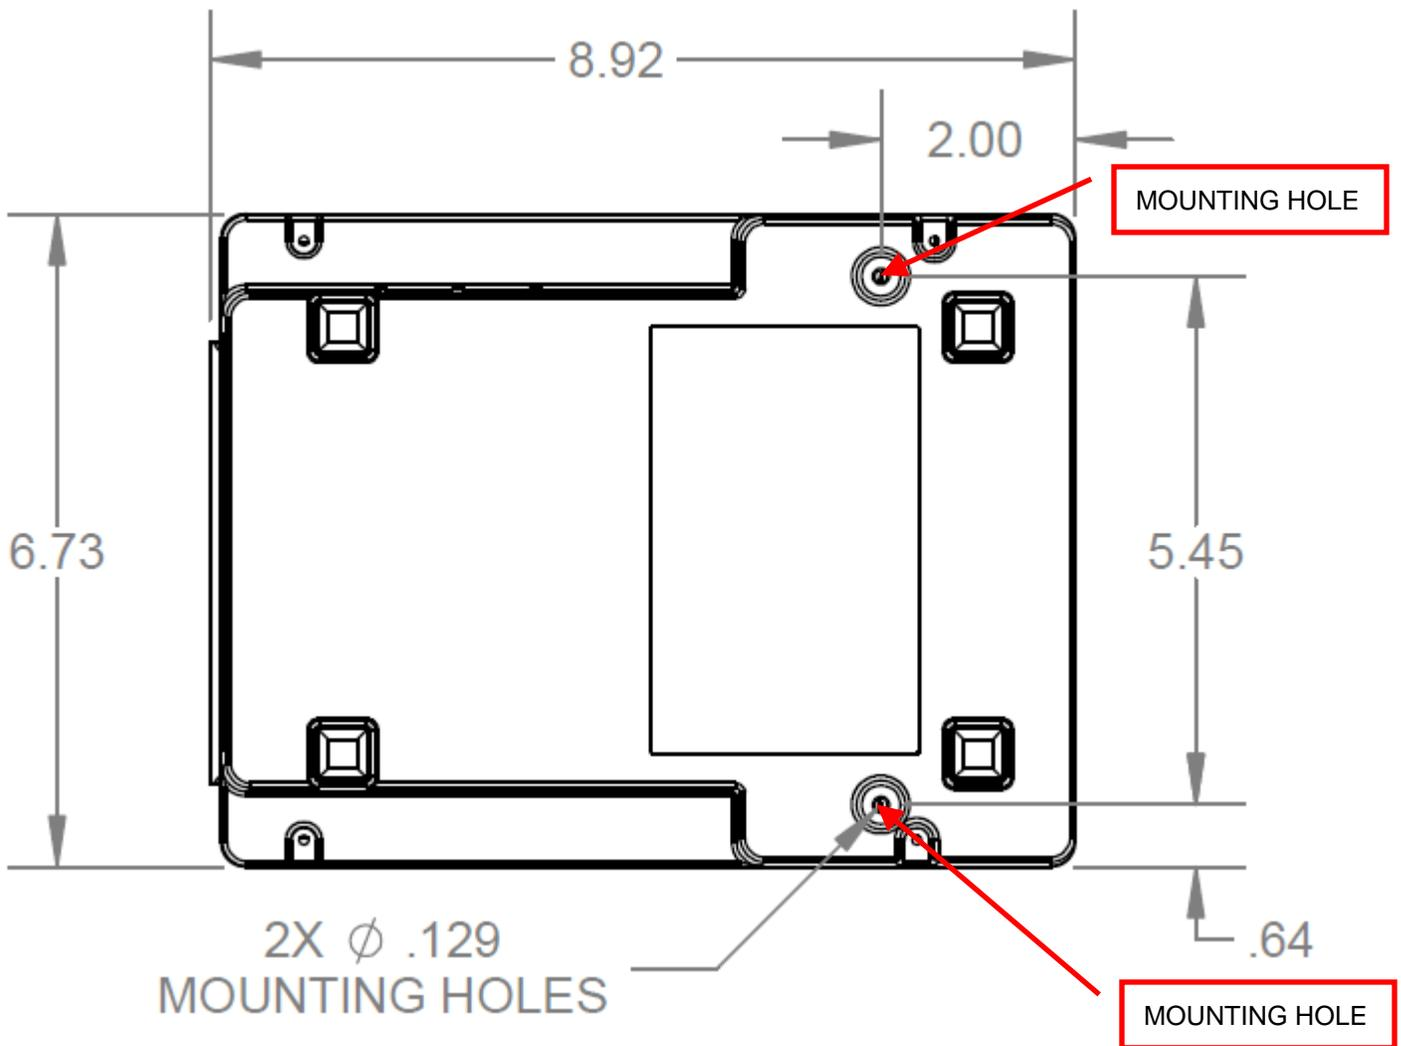 8.92
2.00
MOUNTING HOLE
6.73
5.45
2X ∅ .129
MOUNTING HOLES
.64
MOUNTING HOLE